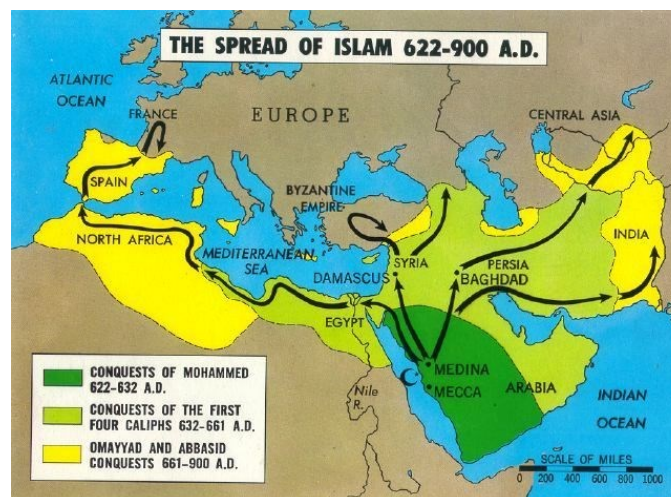 THE SPREAD OF ISLAM 622-900 A.D.
ATLANTIC
OCEAN
FRANCE
EUROPE
CENTRAL ASIA
SPAIN
BYZANTINE
EMPIRE
NORTH AFRICA
MEDITERRANEAN
SEA
SYRIA
DAMASCUS
PERSIA
BAGHDAD
INDIA
EGYPT
MEDINA
MECCA
ARABIA
Nile
R.
INDIAN
OCEAN
CONQUESTS OF MOHAMMED
622-632 A.D.
CONQUESTS OF THE FIRST
FOUR CALIPHS 632-661 A.D.
OMAYYAD AND ABBASID
CONQUESTS 661-900 A.D.
SCALE OF MILES
0 200 400 600 800 1000